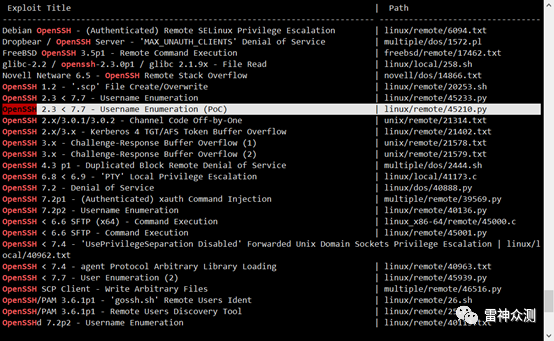 Exploit Title | Path
Debian OpenSSH - (Authenticated) Remote SELinux Privilege Escalation | linux/remote/6094.txt
Dropbear / OpenSSH Server - 'MAX_UNAUTH_CLIENTS' Denial of Service | multiple/dos/1572.pl
FreeBSD OpenSSH 3.5p1 - Remote Command Execution | freebsd/remote/17462.txt
glibc-2.2 / openssh-2.3.0p1 / glibc 2.1.9x - File Read | linux/local/258.sh
Novell Netware 6.5 - OpenSSH Remote Stack Overflow | novell/dos/14866.txt
OpenSSH 1.2 - '.scp' File Create/Overwrite | linux/remote/20253.sh
OpenSSH 2.3 < 7.7 - Username Enumeration | linux/remote/45233.py
OpenSSH 2.3 < 7.7 - Username Enumeration (PoC) | linux/remote/45210.py
OpenSSH 2.x/3.0.1/3.0.2 - Channel Code Off-by-One | unix/remote/21314.txt
OpenSSH 2.x/3.x - Kerberos 4 TGT/AFS Token Buffer Overflow | linux/remote/21402.txt
OpenSSH 3.x - Challenge-Response Buffer Overflow (1) | unix/remote/21578.txt
OpenSSH 3.x - Challenge-Response Buffer Overflow (2) | unix/remote/21579.txt
OpenSSH 4.3 p1 - Duplicated Block Remote Denial of Service | multiple/dos/2444.sh
OpenSSH 6.8 < 6.9 - 'PTY' Local Privilege Escalation | linux/local/41173.c
OpenSSH 7.2 - Denial of Service | linux/dos/40888.py
OpenSSH 7.2p1 - (Authenticated) xauth Command Injection | multiple/remote/39569.py
OpenSSH 7.2p2 - Username Enumeration | linux/remote/40136.py
OpenSSH < 6.6 SFTP (x64) - Command Execution | linux_x86-64/remote/45000.c
OpenSSH < 6.6 SFTP - Command Execution | linux/remote/45001.py
OpenSSH < 7.4 - 'UsePrivilegeSeparation Disabled' Forwarded Unix Domain Sockets Privilege Escalation | linux/l
ocal/40962.txt
OpenSSH < 7.4 - agent Protocol Arbitrary Library Loading | linux/remote/40963.txt
OpenSSH < 7.7 - User Enumeration (2) | linux/remote/45939.py
OpenSSH SCP Client - Write Arbitrary Files | multiple/remote/46516.py
OpenSSH/PAM 3.6.1p1 - 'gossh.sh' Remote Users Ident | linux/remote/26.sh
OpenSSH/PAM 3.6.1p1 - Remote Users Discovery Tool | linux/remote/
OpenSSHd 7.2p2 - Username Enumeration | linux/remote/
雷神众测